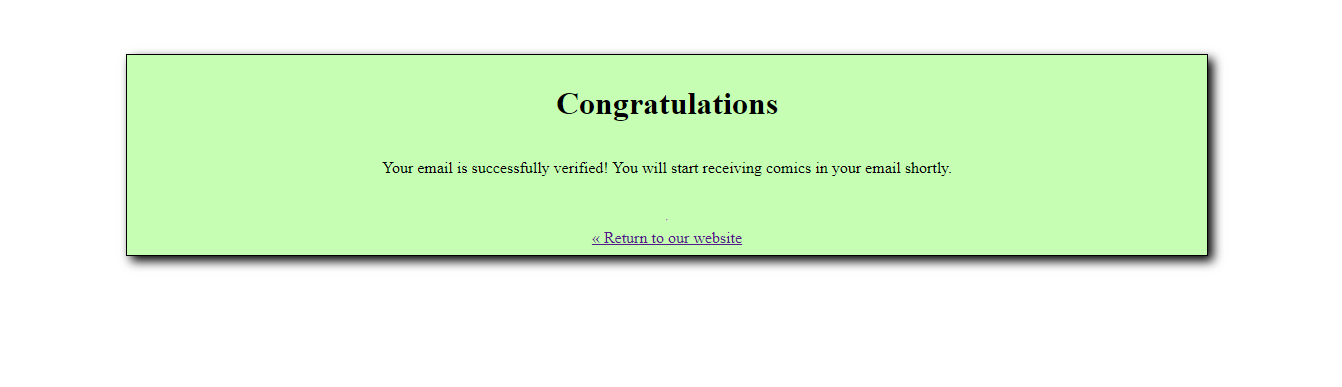 Congratulations
Your email is successfully verified! You will start receiving comics in your email shortly.
« Return to our website